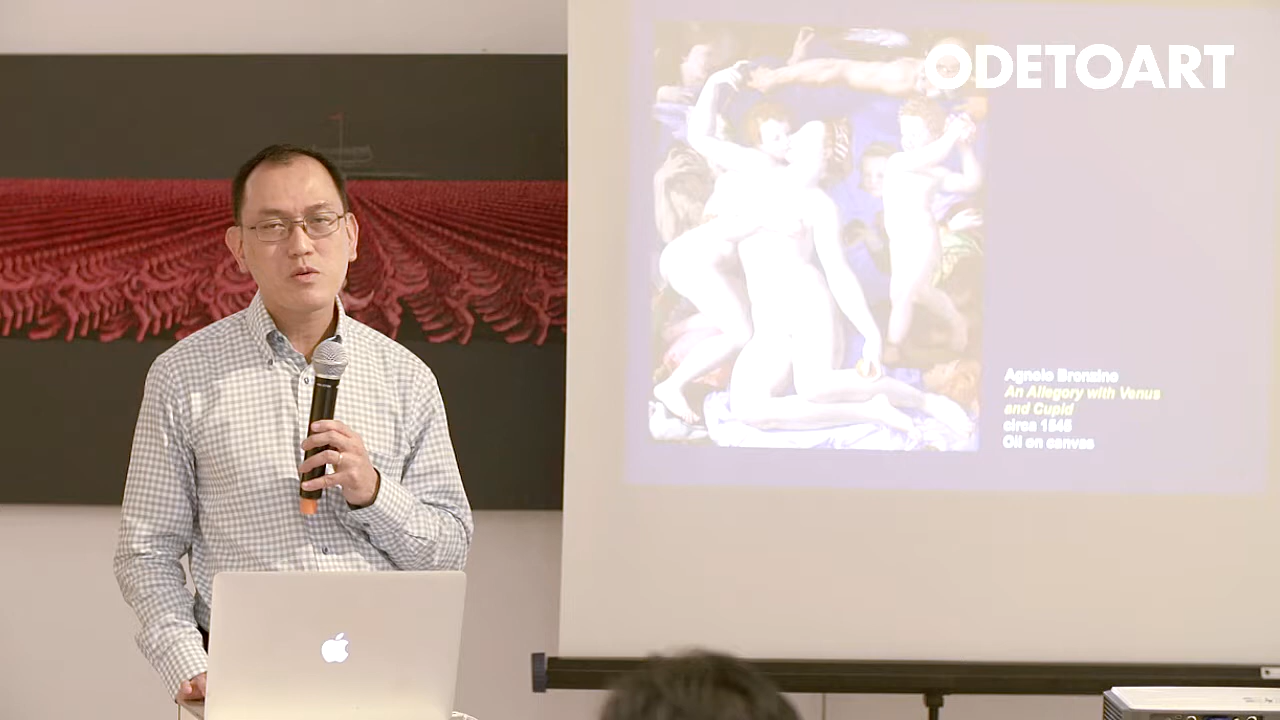 ODETOART
Agnolo Bronzino
An Allegory with Venus
and Cupid
circa 1545
Oil on canvas